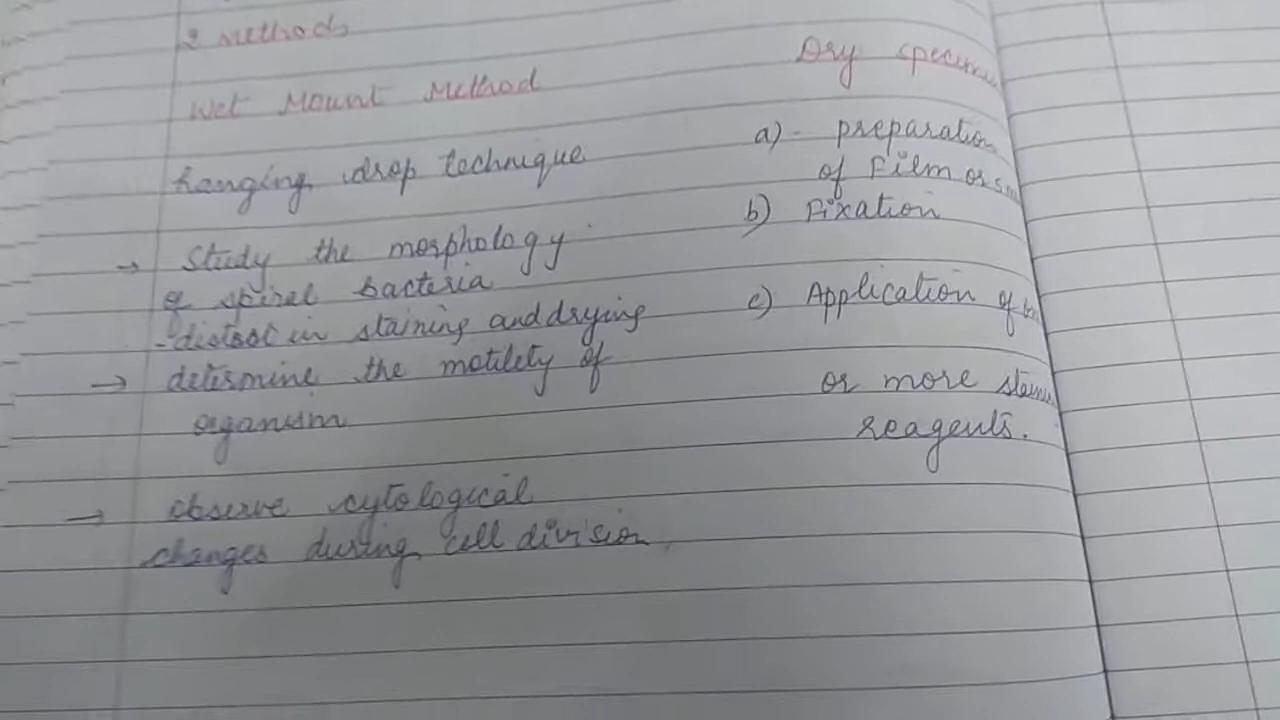 2 Methods
Wet Mount Method
hanging drop technique
→ Study the morphology
of spiral bacteria
- distort in staining and drying
→ determine the motility of
organism
→ observe cytological
changes during cell division
Dry
a) - preparation
of Film or
b) Fixation
c) Application of
or more
reagents.